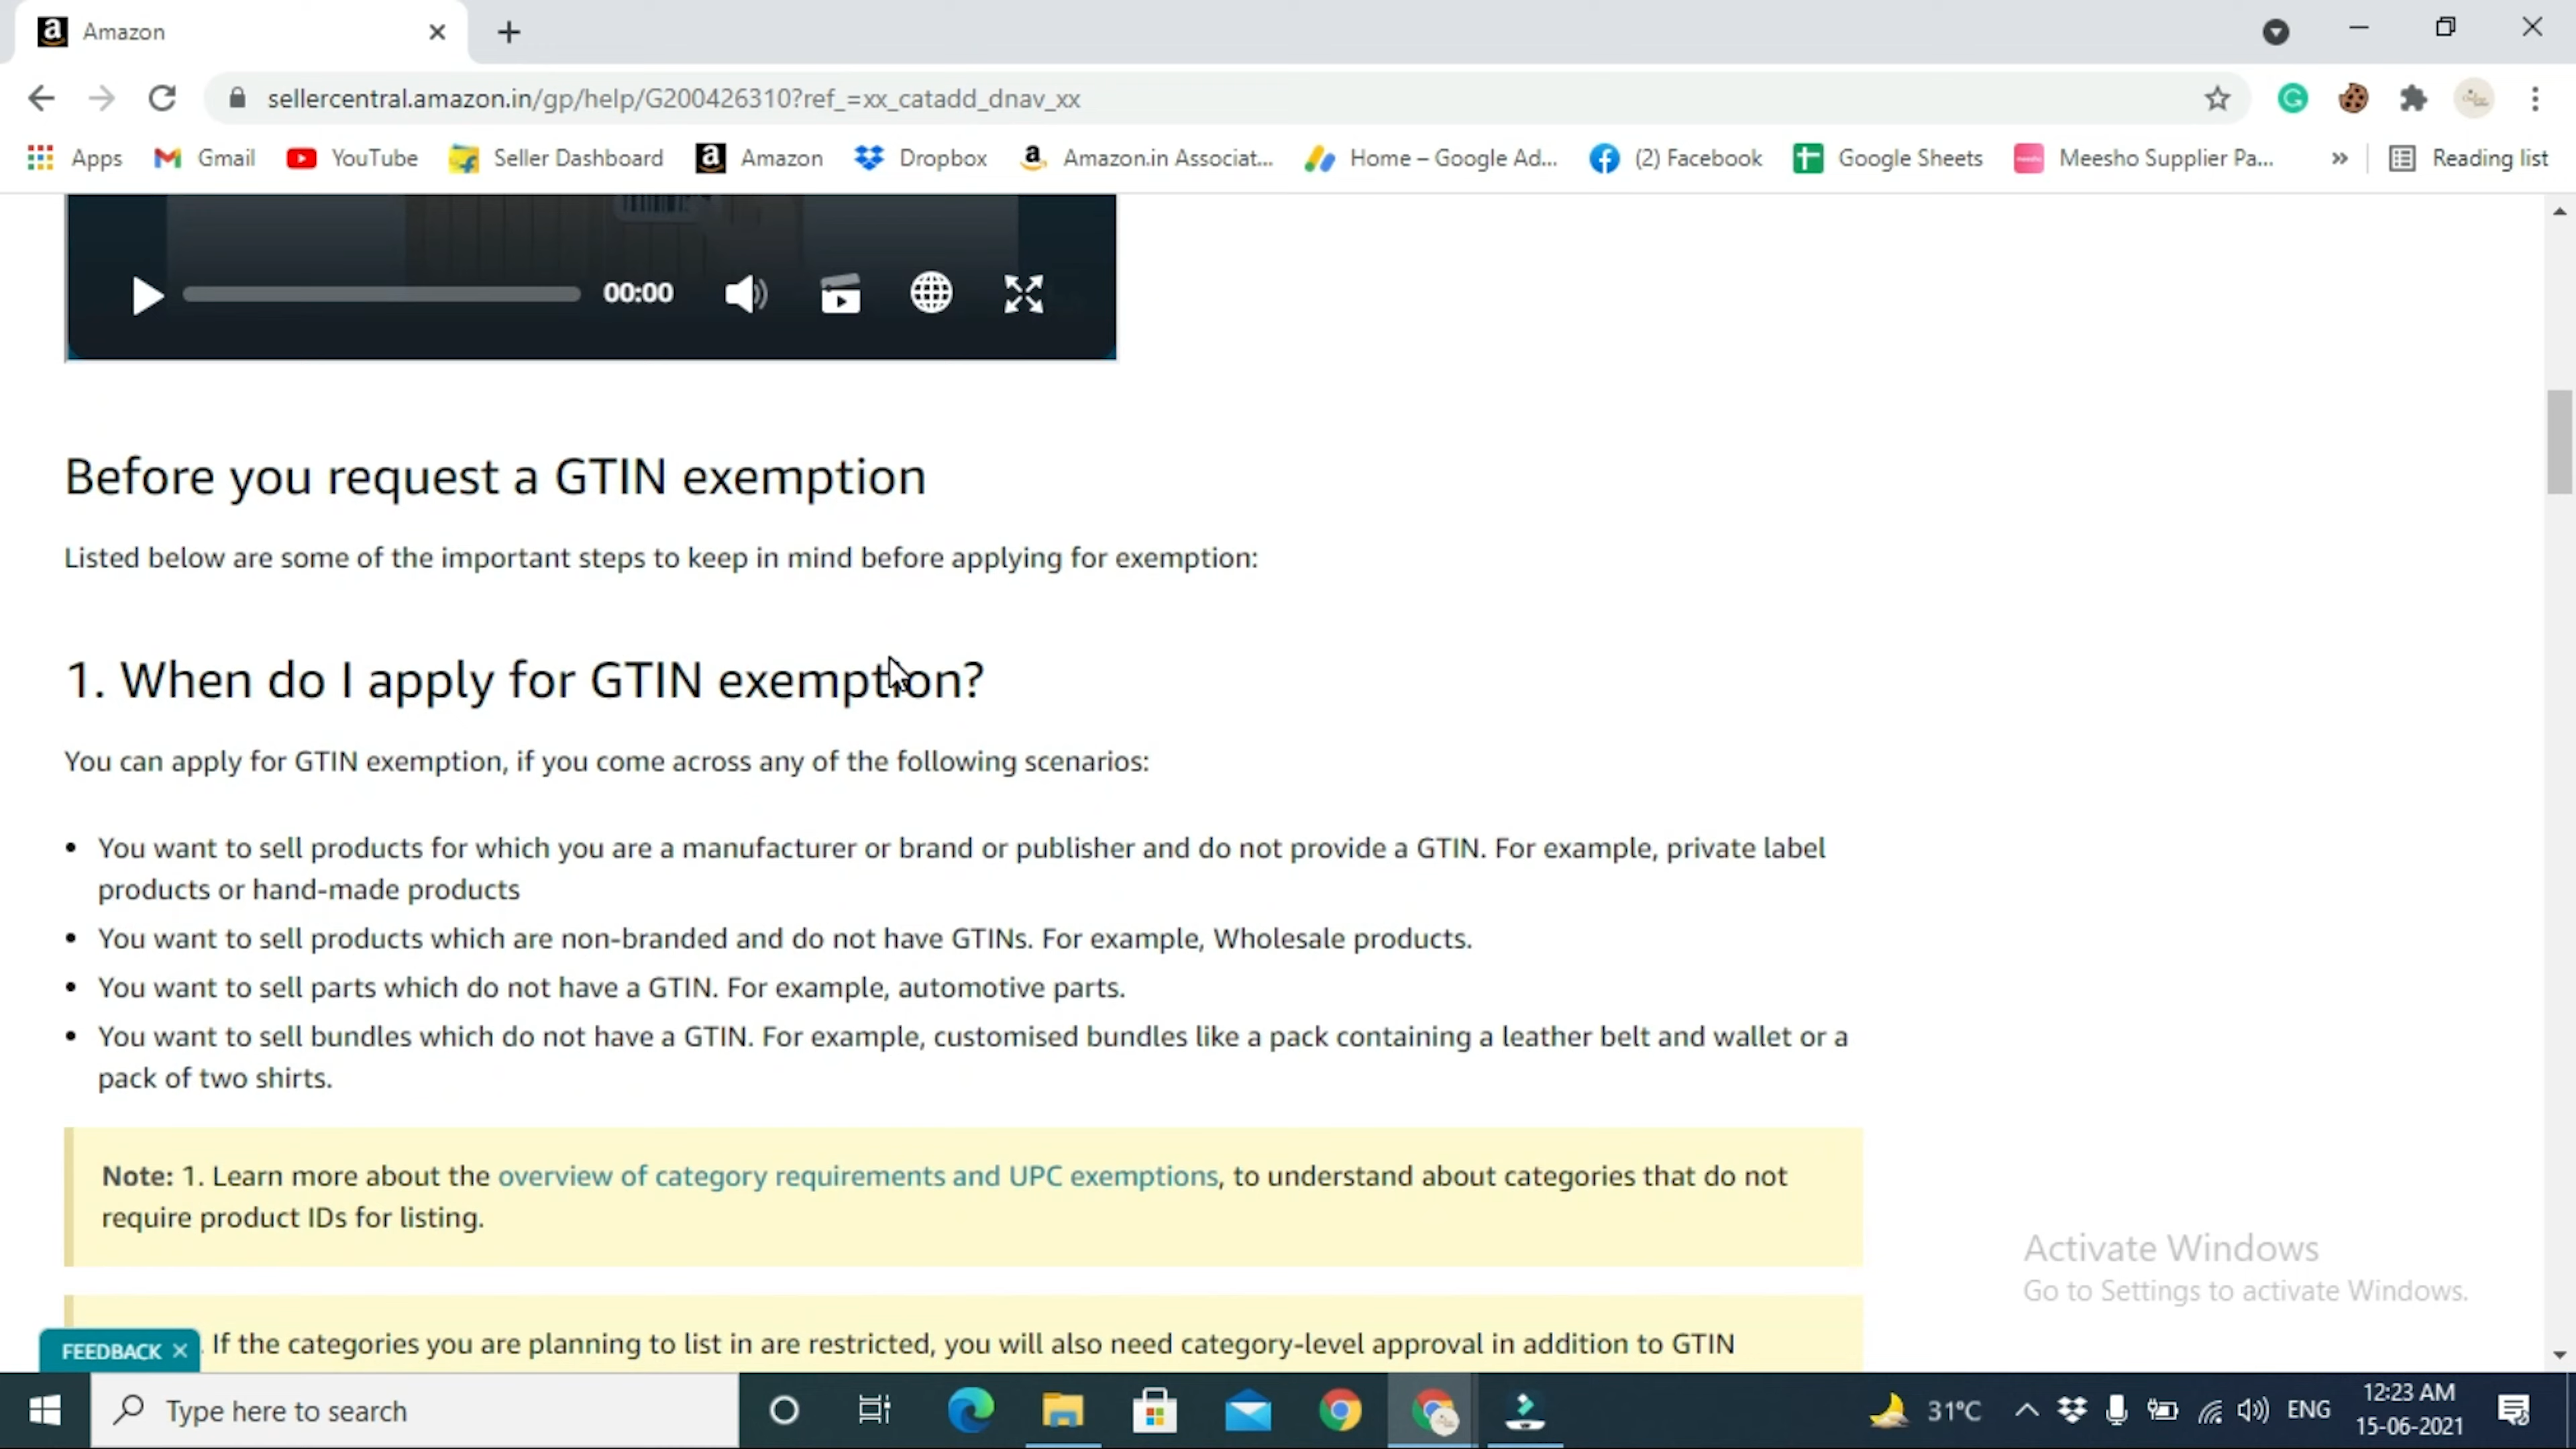 Amazon
sellercentral.amazon.in/gp/help/G200426310?ref_=xx_catadd_dnav_xx
Apps Gmail YouTube Seller Dashboard Amazon Dropbox Amazon.in Associat... Home – Google Ad... (2) Facebook Google Sheets Meesho Supplier Pa... » Reading list
00:00
Before you request a GTIN exemption
Listed below are some of the important steps to keep in mind before applying for exemption:
1. When do I apply for GTIN exemption?
You can apply for GTIN exemption, if you come across any of the following scenarios:
• You want to sell products for which you are a manufacturer or brand or publisher and do not provide a GTIN. For example, private label
products or hand-made products
• You want to sell products which are non-branded and do not have GTINs. For example, Wholesale products.
• You want to sell parts which do not have a GTIN. For example, automotive parts.
• You want to sell bundles which do not have a GTIN. For example, customised bundles like a pack containing a leather belt and wallet or a
pack of two shirts.
Note: 1. Learn more about the overview of category requirements and UPC exemptions, to understand about categories that do not
require product IDs for listing.
Activate Windows
Go to Settings to activate Windows.
If the categories you are planning to list in are restricted, you will also need category-level approval in addition to GTIN
FEEDBACK ×
Type here to search
31°C
ENG
12:23 AM
15-06-2021